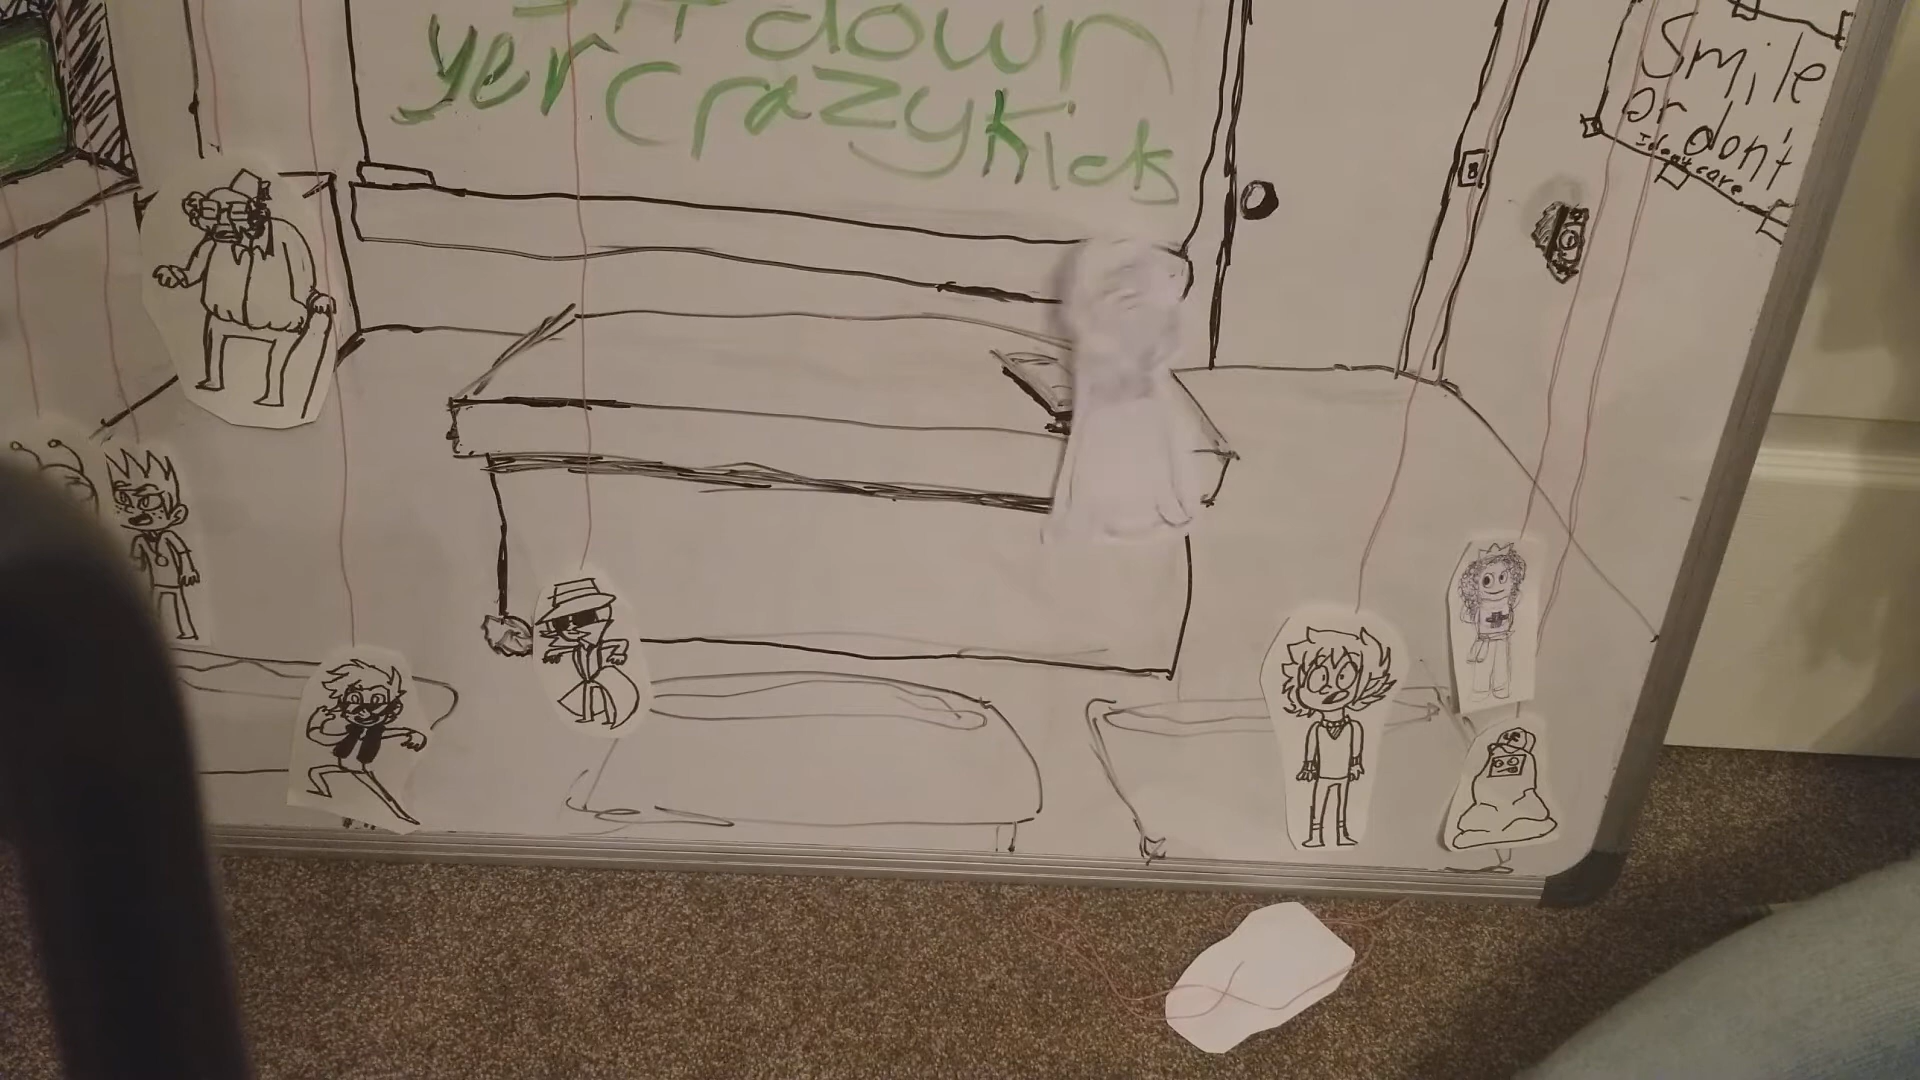 down
yer crazy kids
Smile
or don't
I don't care